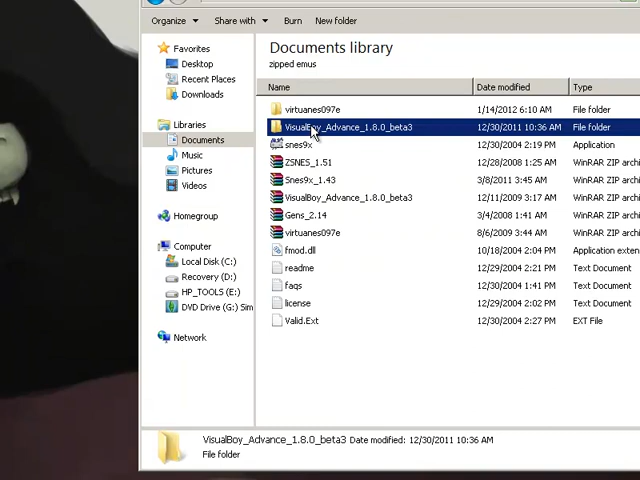 Organize Share with Burn New folder
Favorites
Desktop
Recent Places
Downloads
Libraries
Documents
Music
Pictures
Videos
Homegroup
Computer
Local Disk (C:)
Recovery (D:)
HP_TOOLS (E:)
DVD Drive (G:) Sim
Network
Documents library
zipped emus
Name Date modified Type
virtuanes097e 1/14/2012 6:10 AM File folder
VisualBoy_Advance_1.8.0_beta3 12/30/2011 10:36 AM File folder
snes9x 12/30/2004 2:22 PM Application
ZSNES_1.51 12/28/2008 1:25 AM WinRAR ZIP archi
Snes9x_1.43 3/8/2011 3:45 AM WinRAR ZIP archi
VisualBoy_Advance_1.8.0_beta3 12/11/2009 3:17 AM WinRAR ZIP archi
Gens_2.14 3/4/2008 1:41 AM WinRAR ZIP archi
virtuanes097e 8/6/2009 3:44 AM WinRAR ZIP archi
fmod.dll 10/18/2004 2:04 PM Application exten
readme 12/29/2004 2:21 PM Text Document
faqs 12/30/2004 1:41 PM Text Document
license 12/29/2004 2:02 PM Text Document
Valid.Ext 12/30/2004 2:27 PM EXT File
VisualBoy_Advance_1.8.0_beta3 Date modified: 12/30/2011 10:36 AM
File folder